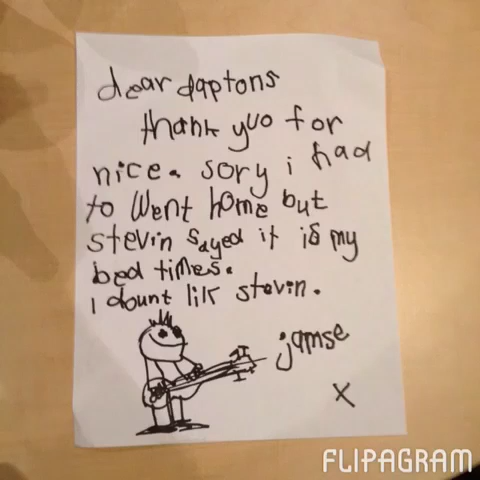 dear daptons
thank yuo for
nice. sory i had
to went home but
stevin sayed it is my
bed times.
I dount lik stevin.
jamse
x
FLIPAGRAM